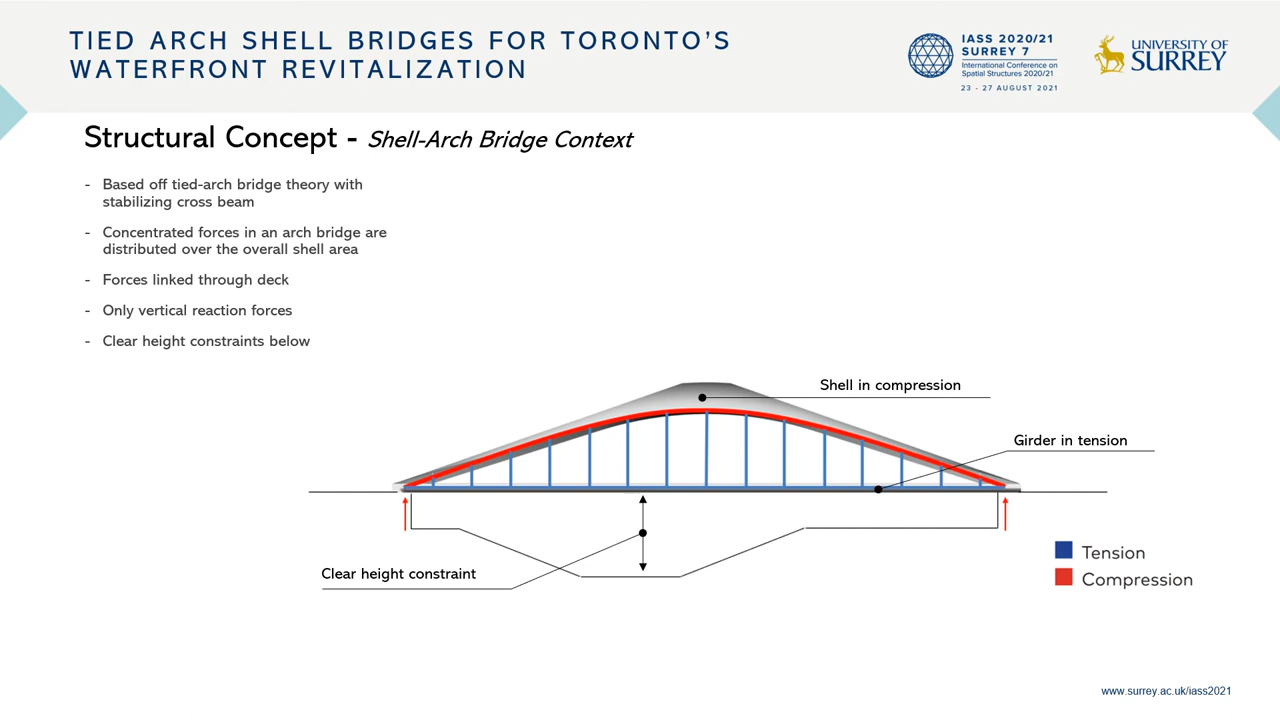 TIED ARCH SHELL BRIDGES FOR TORONTO'S
WATERFRONT REVITALIZATION
IASS 2020/21
SURREY 7
International Conference on
Spatial Structures 2020/21
23 - 27 AUGUST 2021
UNIVERSITY OF
SURREY
Structural Concept - Shell-Arch Bridge Context
- Based off tied-arch bridge theory with
stabilizing cross beam
- Concentrated forces in an arch bridge are
distributed over the overall shell area
- Forces linked through deck
- Only vertical reaction forces
- Clear height constraints below
Shell in compression
Girder in tension
Clear height constraint
Tension
Compression
www.surrey.ac.uk/iass2021